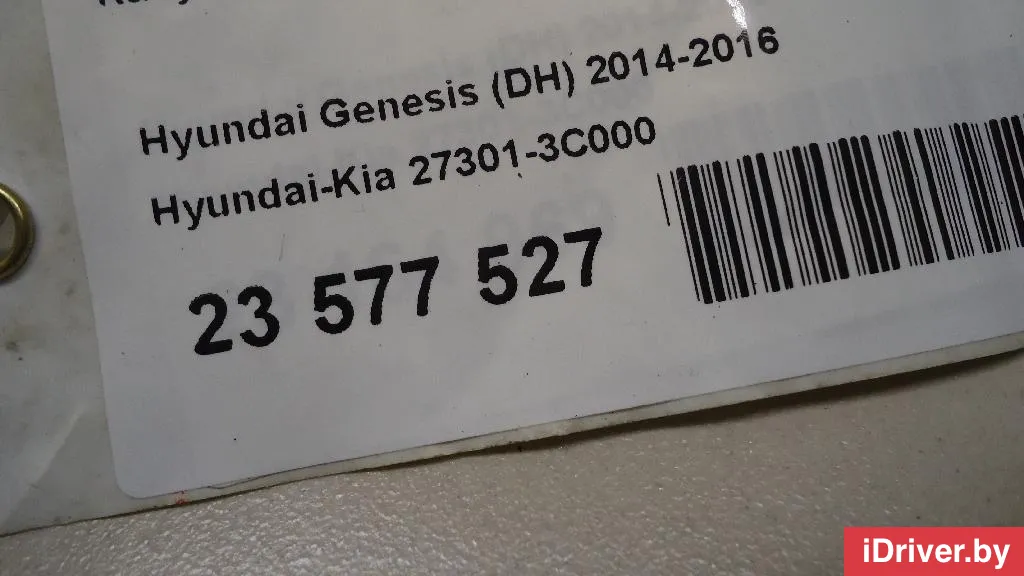 Hyundai Genesis (DH) 2014-2016
Hyundai-Kia 27301-3C000
23 577 527
iDriver.by